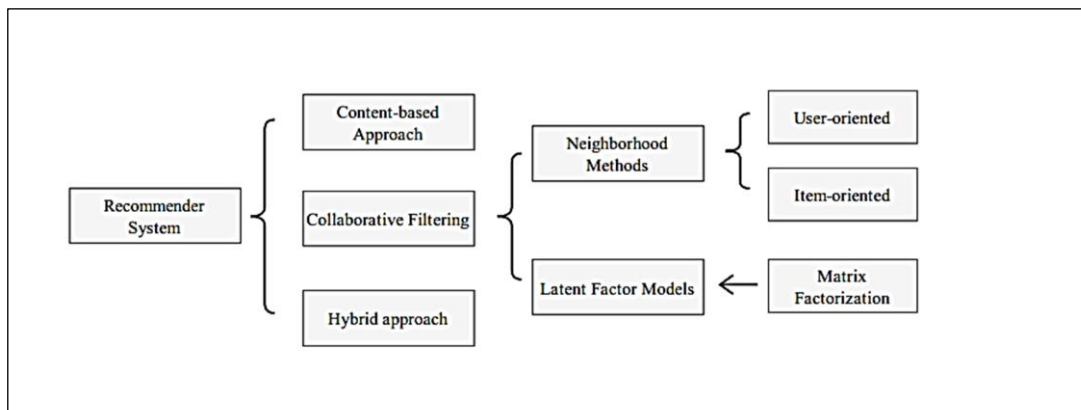 Recommender
System
Content-based
Approach
Collaborative Filtering
Hybrid approach
Neighborhood
Methods
Latent Factor Models
User-oriented
Item-oriented
Matrix
Factorization